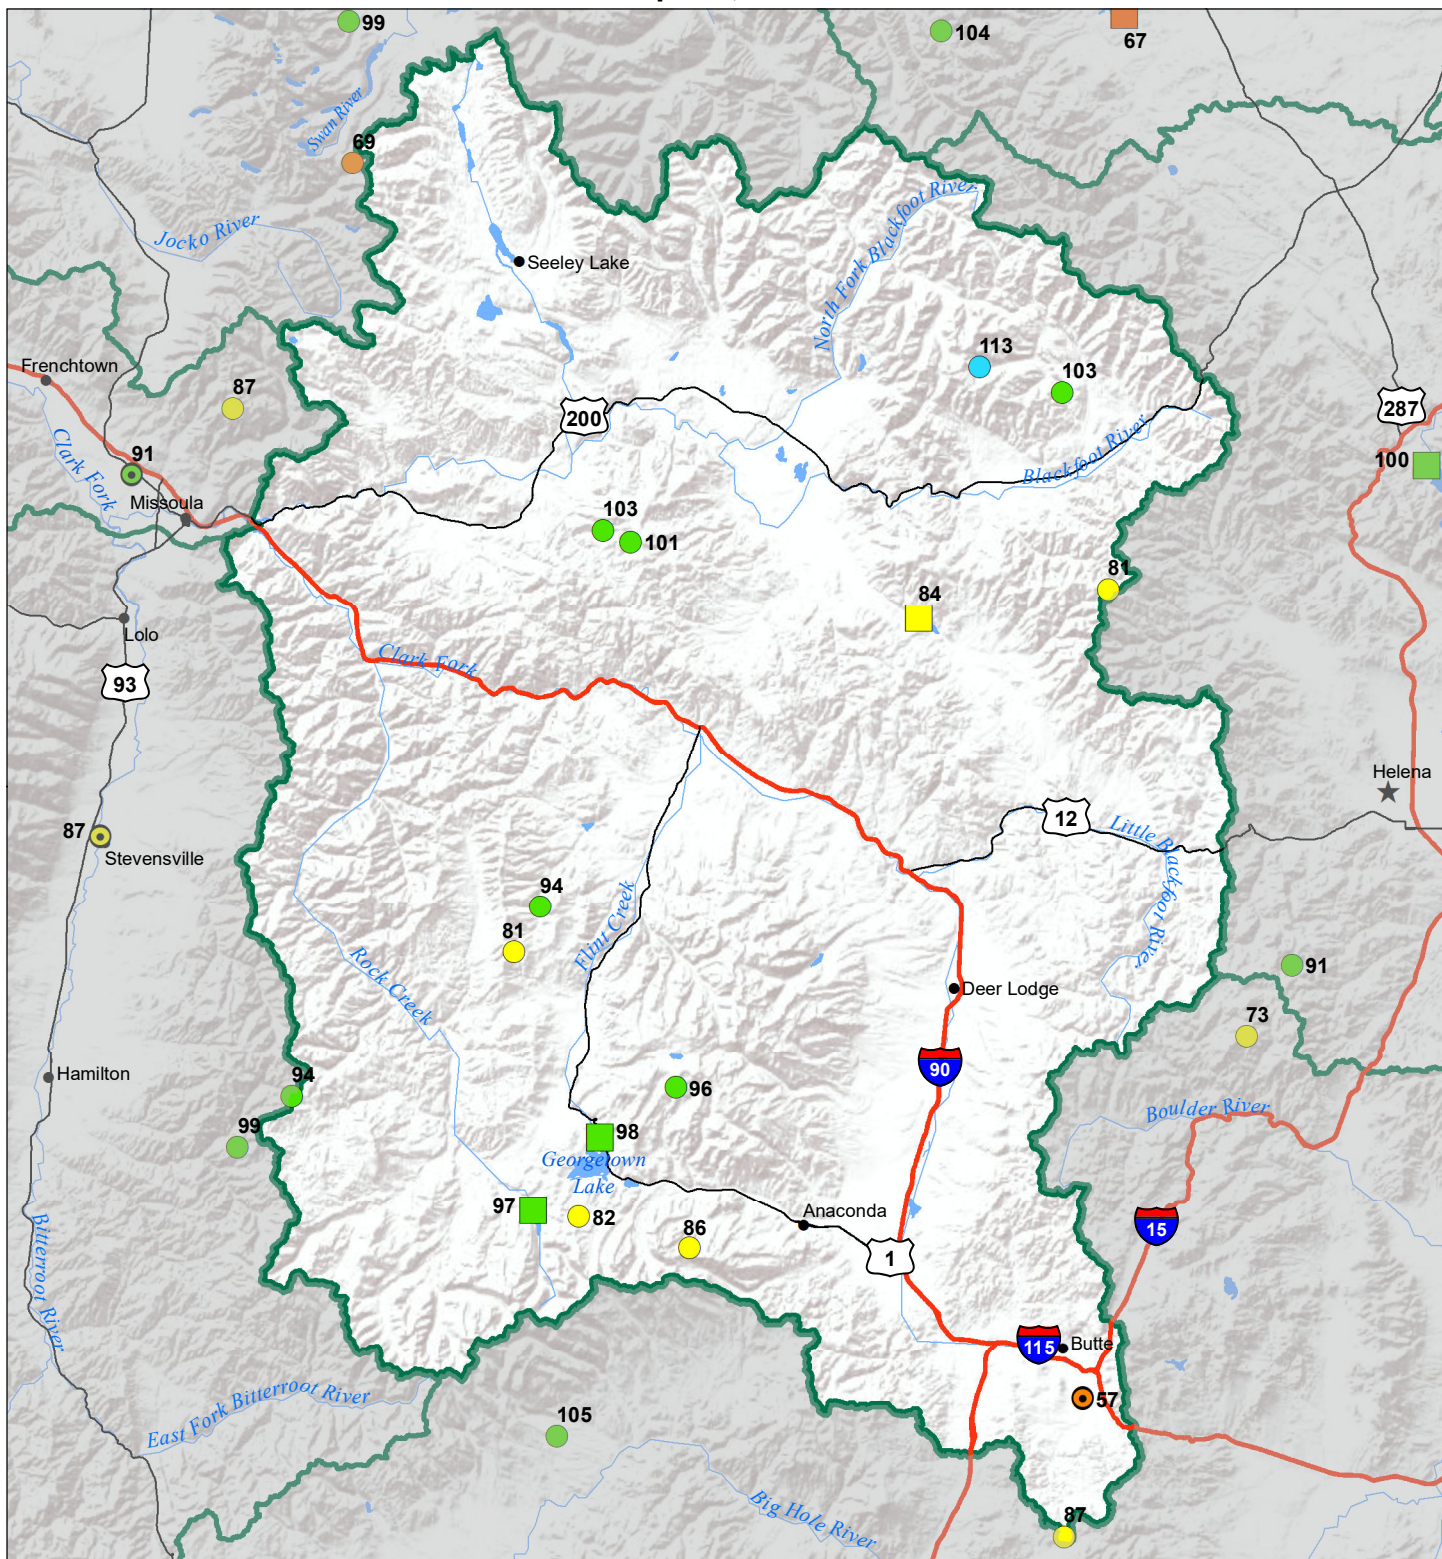 99
104
67
Swan River
69
Jocko River
North Fork Blackfoot River
Seeley Lake
Frenchtown
113
103
87
200
287
Clark Fork
91
Blackfoot River
100
Missoula
103
101
81
84
Lolo
Clark Fork
93
Helena
12
Little Blackfoot River
87
Stevensville
94
Flint Creek
81
Rock Creek
91
Deer Lodge
73
90
Hamilton
94
96
Boulder River
99
98
Georgetown
Lake
97
82
Anaconda
86
15
1
Bitterroot River
115
Butte
57
East Fork Bitterroot River
105
Big Hole River
87